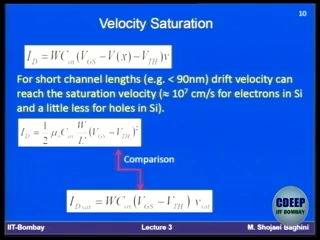 10
Velocity Saturation
I_D = WC_ox(V_GS − V(x) − V_TH)v
For short channel lengths (e.g. < 90nm) drift velocity can
reach the saturation velocity (≈ 10⁷ cm/s for electrons in Si
and a little less for holes in Si).
I_D = 1/2 μ_n C_ox W/L' (V_GS − V_TH)²
Comparison
I_Dsat = WC_ox(V_GS − V_TH) v_sat
CDEEP
IIT BOMBAY
IIT-Bombay Lecture 3 M. Shojaei Baghini